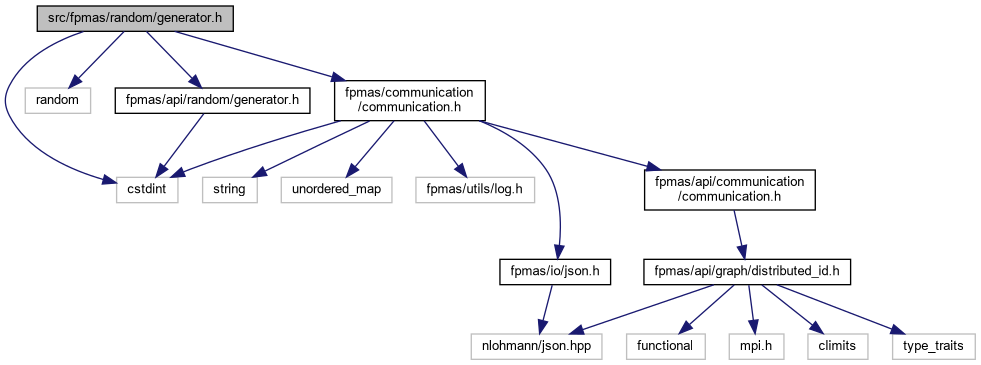 src/fpmas/random/generator.h
random
fpmas/api/random/generator.h
fpmas/communication
/communication.h
cstdint
string
unordered_map
fpmas/utils/log.h
fpmas/api/communication
/communication.h
fpmas/io/json.h
fpmas/api/graph/distributed_id.h
nlohmann/json.hpp
functional
mpi.h
climits
type_traits